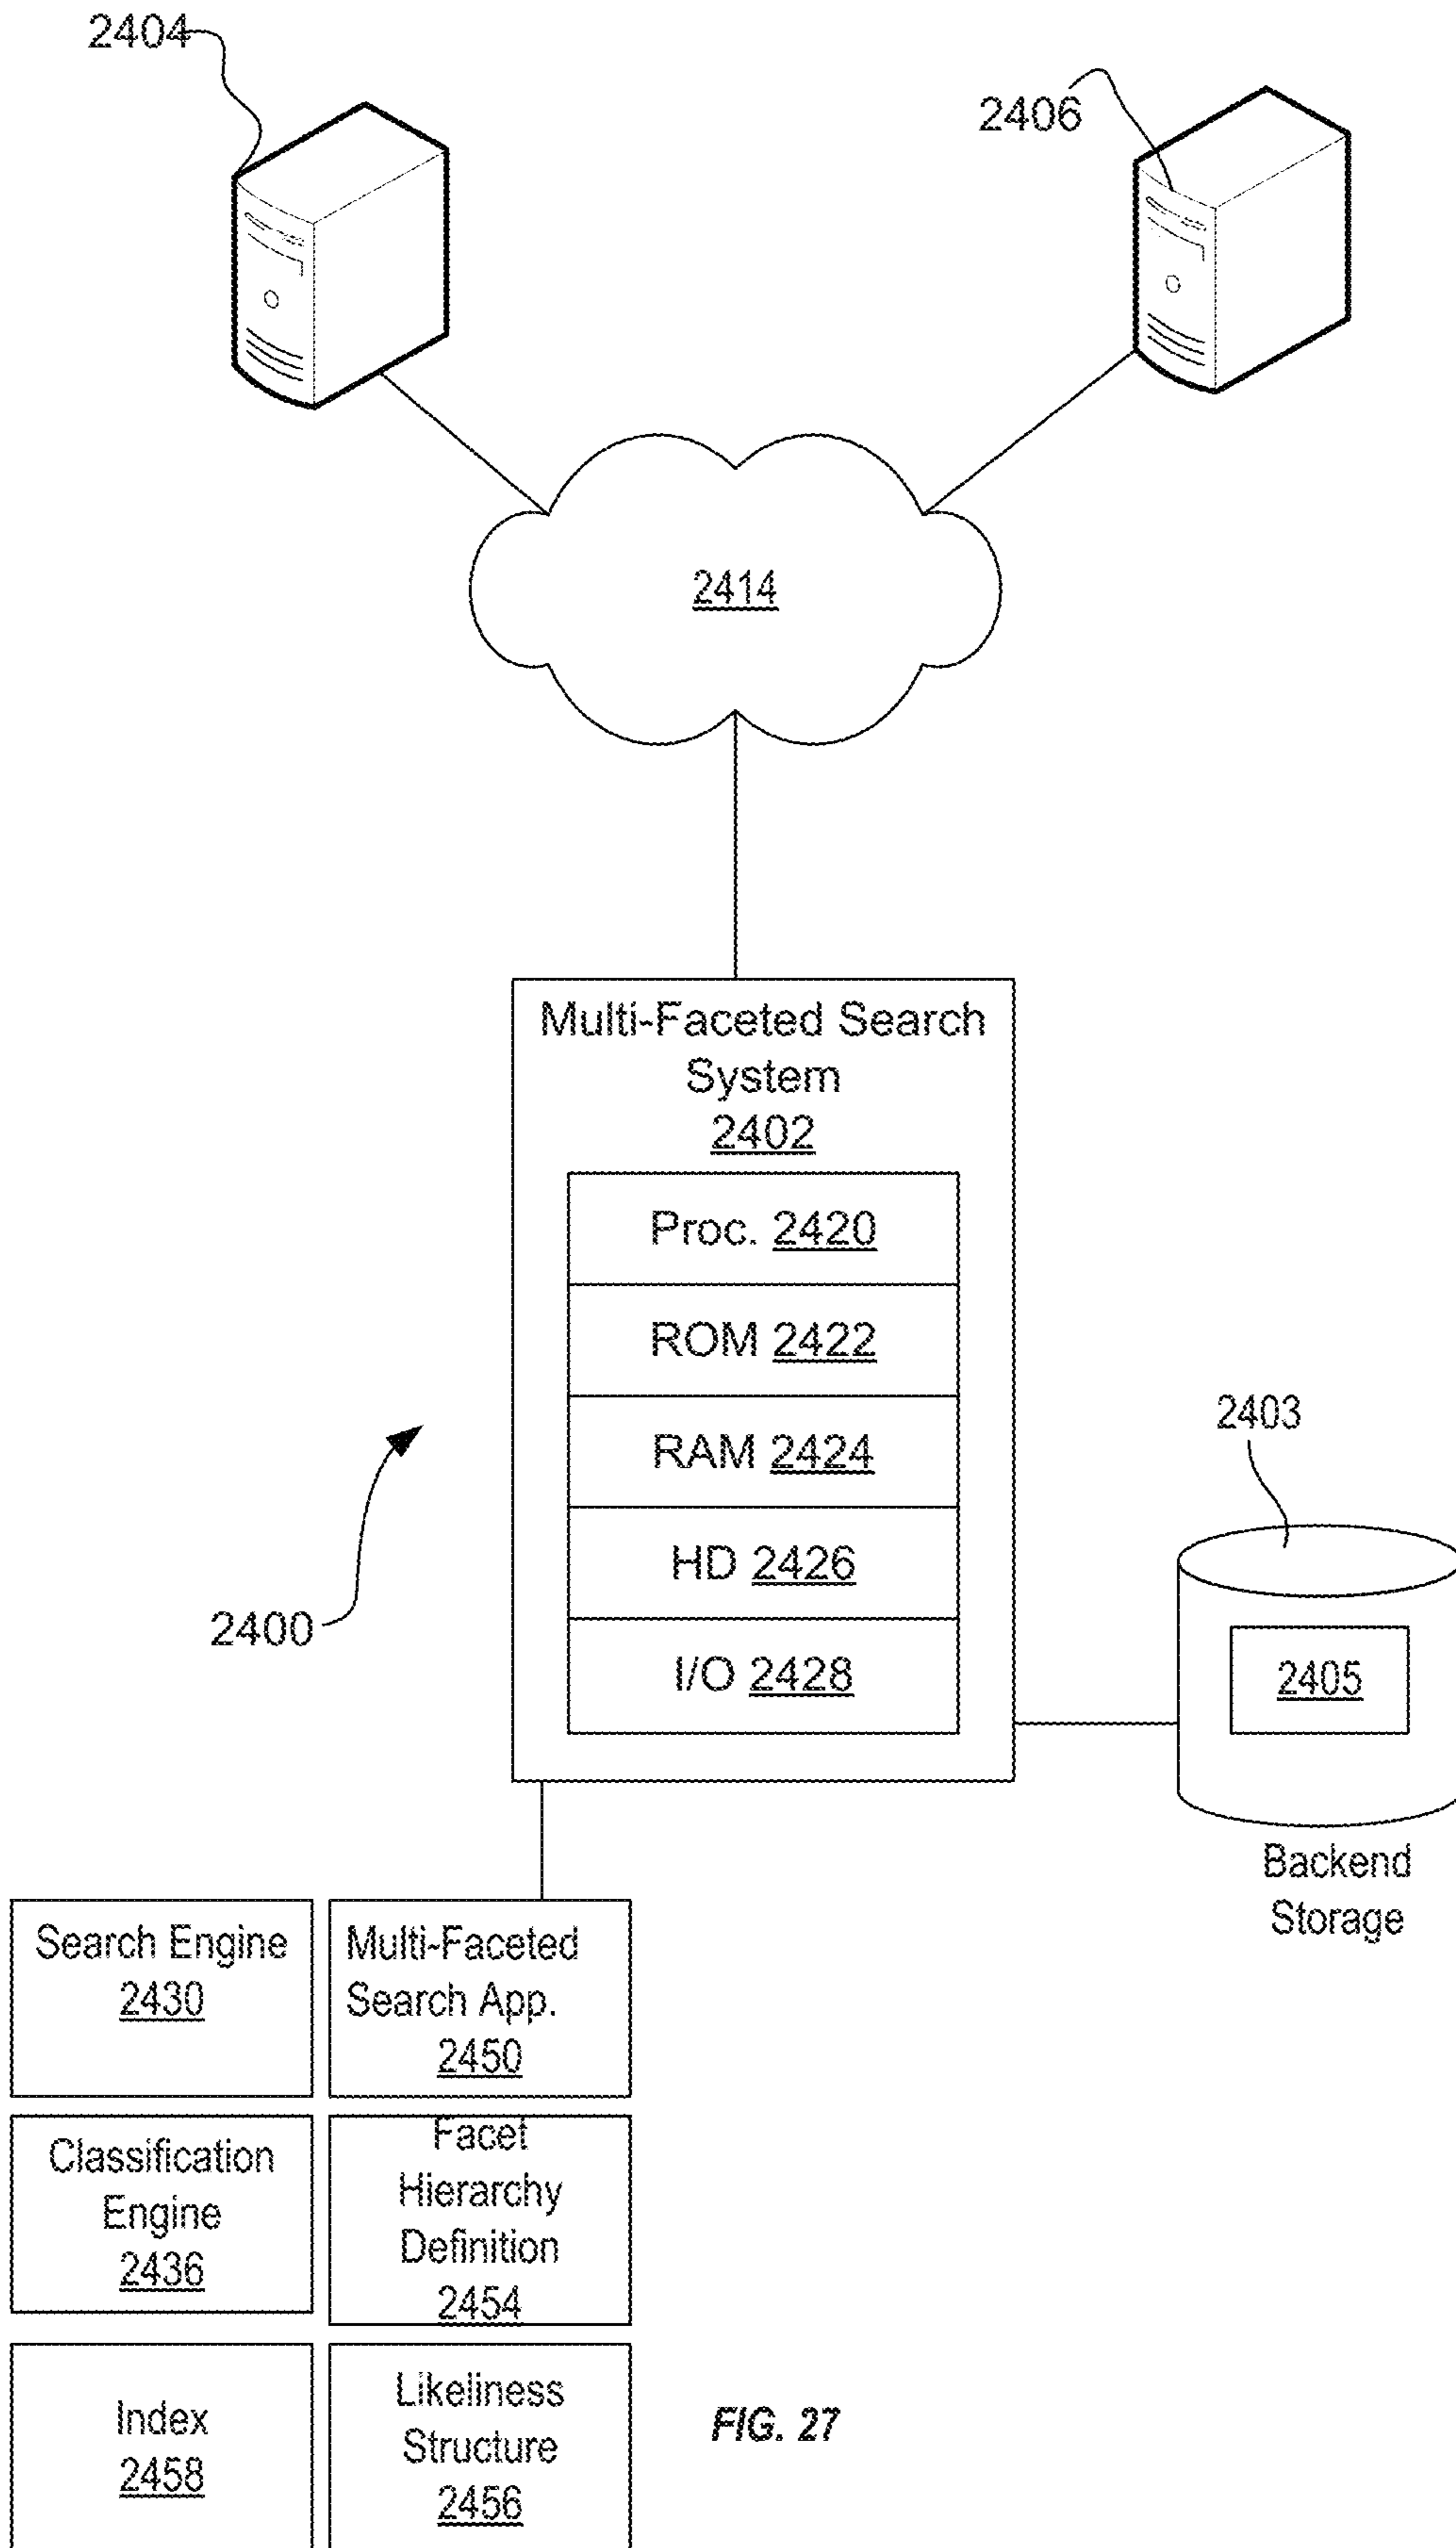 2404
2406
2414
Multi-Faceted Search
System
2402
Proc. 2420
ROM 2422
RAM 2424
HD 2426
I/O 2428
2400
2403
2405
Backend
Storage
Search Engine
2430
Multi-Faceted
Search App.
2450
Classification
Engine
2436
Facet
Hierarchy
Definition
2454
Index
2458
Likeliness
Structure
2456
FIG. 27